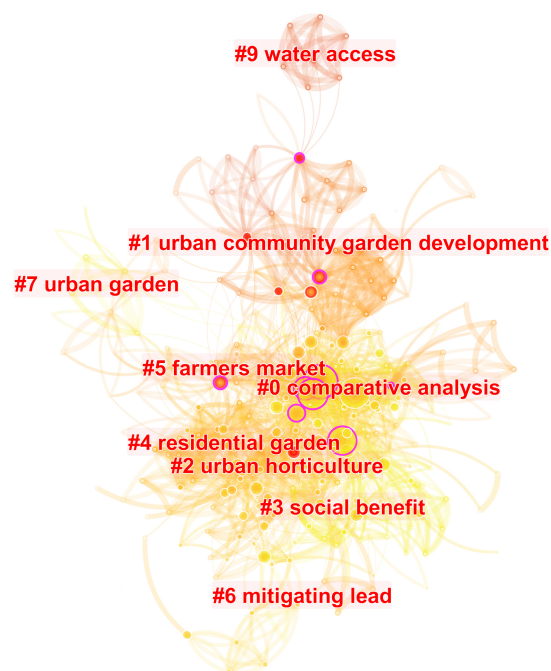 #9 water access
#1 urban community garden development
#7 urban garden
#5 farmers market
#0 comparative analysis
#4 residential garden
#2 urban horticulture
#3 social benefit
#6 mitigating lead